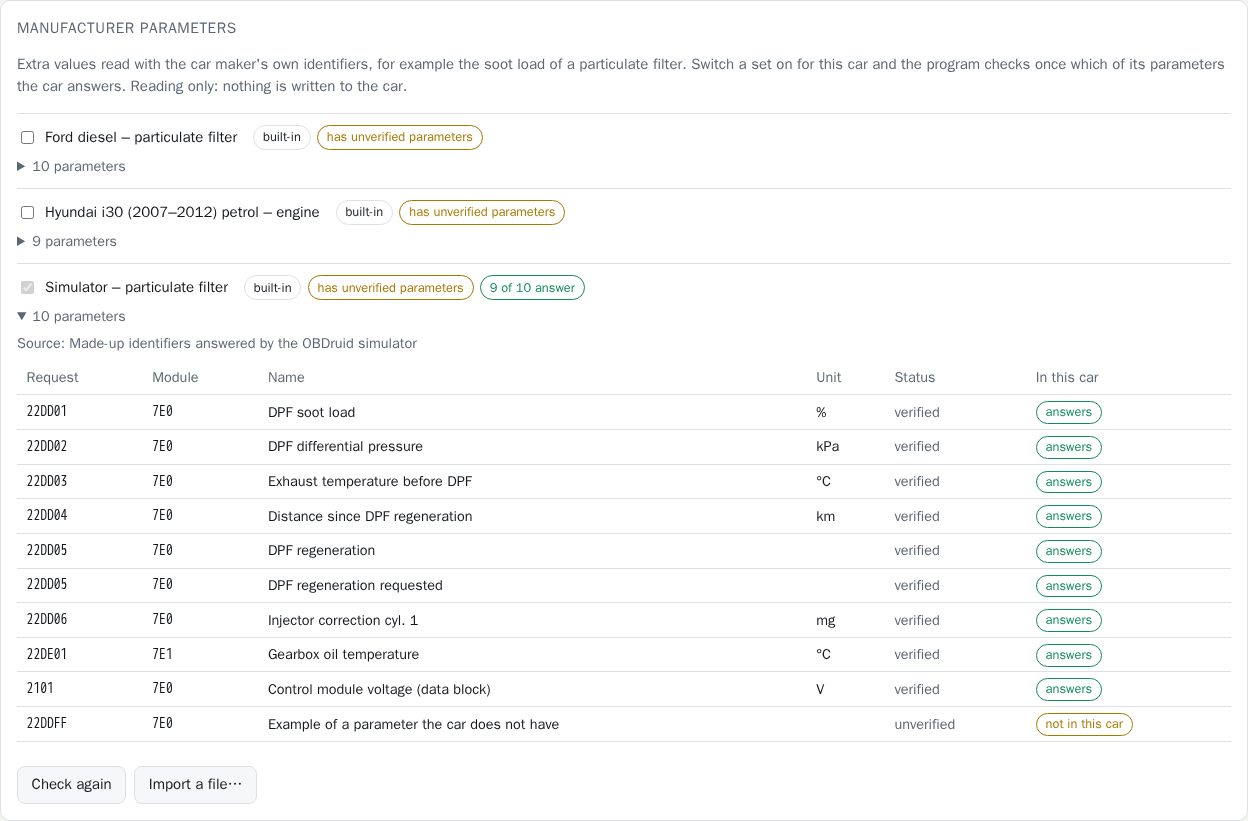 MANUFACTURER PARAMETERS
Extra values read with the car maker's own identifiers, for example the soot load of a particulate filter. Switch a set on for this car and the program checks once which of its parameters
the car answers. Reading only: nothing is written to the car.
Ford diesel – particulate filter built-in has unverified parameters
10 parameters
Hyundai i30 (2007–2012) petrol – engine built-in has unverified parameters
9 parameters
Simulator – particulate filter built-in has unverified parameters 9 of 10 answer
10 parameters
Source: Made-up identifiers answered by the OBDruid simulator
Request Module Name Unit Status In this car
22DD01 7E0 DPF soot load % verified answers
22DD02 7E0 DPF differential pressure kPa verified answers
22DD03 7E0 Exhaust temperature before DPF °C verified answers
22DD04 7E0 Distance since DPF regeneration km verified answers
22DD05 7E0 DPF regeneration verified answers
22DD05 7E0 DPF regeneration requested verified answers
22DD06 7E0 Injector correction cyl. 1 mg verified answers
22DE01 7E1 Gearbox oil temperature °C verified answers
2101 7E0 Control module voltage (data block) V verified answers
22DDFF 7E0 Example of a parameter the car does not have unverified not in this car
Check again Import a file…